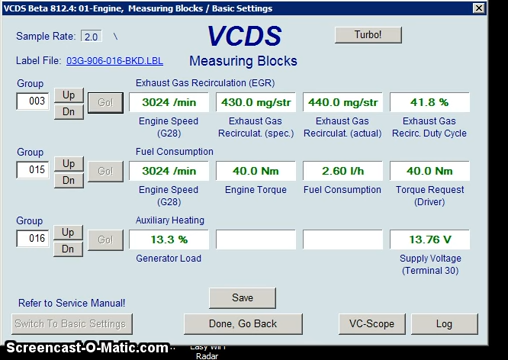 VCDS Beta 812.4: 01-Engine, Measuring Blocks / Basic Settings
Sample Rate: 2.0 \
VCDS
Turbo!
Label File: 03G-906-016-BKD.LBL
Measuring Blocks
Group
Exhaust Gas Recirculation (EGR)
003 Up Dn Go! 3024 /min 430.0 mg/str 440.0 mg/str 41.8 %
Engine Speed Exhaust Gas Exhaust Gas Exhaust Gas
(G28) Recirculat. (spec.) Recirculat. (actual) Recirc. Duty Cycle
Group
Fuel Consumption
015 Up Dn Go! 3024 /min 40.0 Nm 2.60 l/h 40.0 Nm
Engine Speed Engine Torque Fuel Consumption Torque Request
(G28) (Driver)
Group
Auxiliary Heating
016 Up Dn Go! 13.3 % 13.76 V
Generator Load Supply Voltage
(Terminal 30)
Refer to Service Manual!
Save
Switch To Basic Settings Done, Go Back VC-Scope Log
Screencast-O-Matic.com
Easy WiFi
Radar